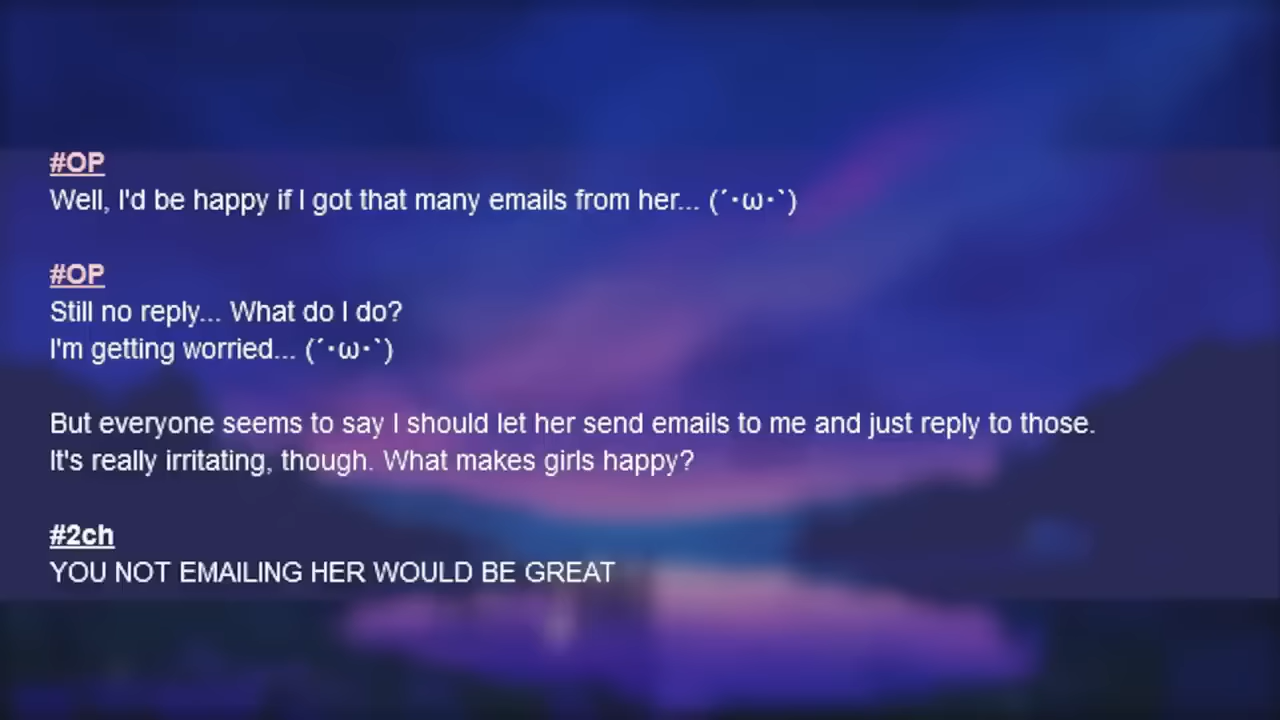 #OP
Well, I'd be happy if I got that many emails from her... (´･ω･`)
#OP
Still no reply... What do I do?
I'm getting worried... (´･ω･`)
But everyone seems to say I should let her send emails to me and just reply to those.
It's really irritating, though. What makes girls happy?
#2ch
YOU NOT EMAILING HER WOULD BE GREAT